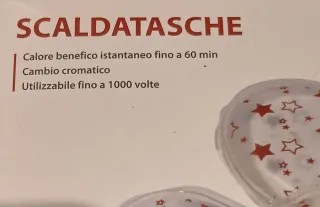 SCALDATASCHE
Calore benefico istantaneo fino a 60 min
Cambio cromatico
Utilizzabile fino a 1000 volte